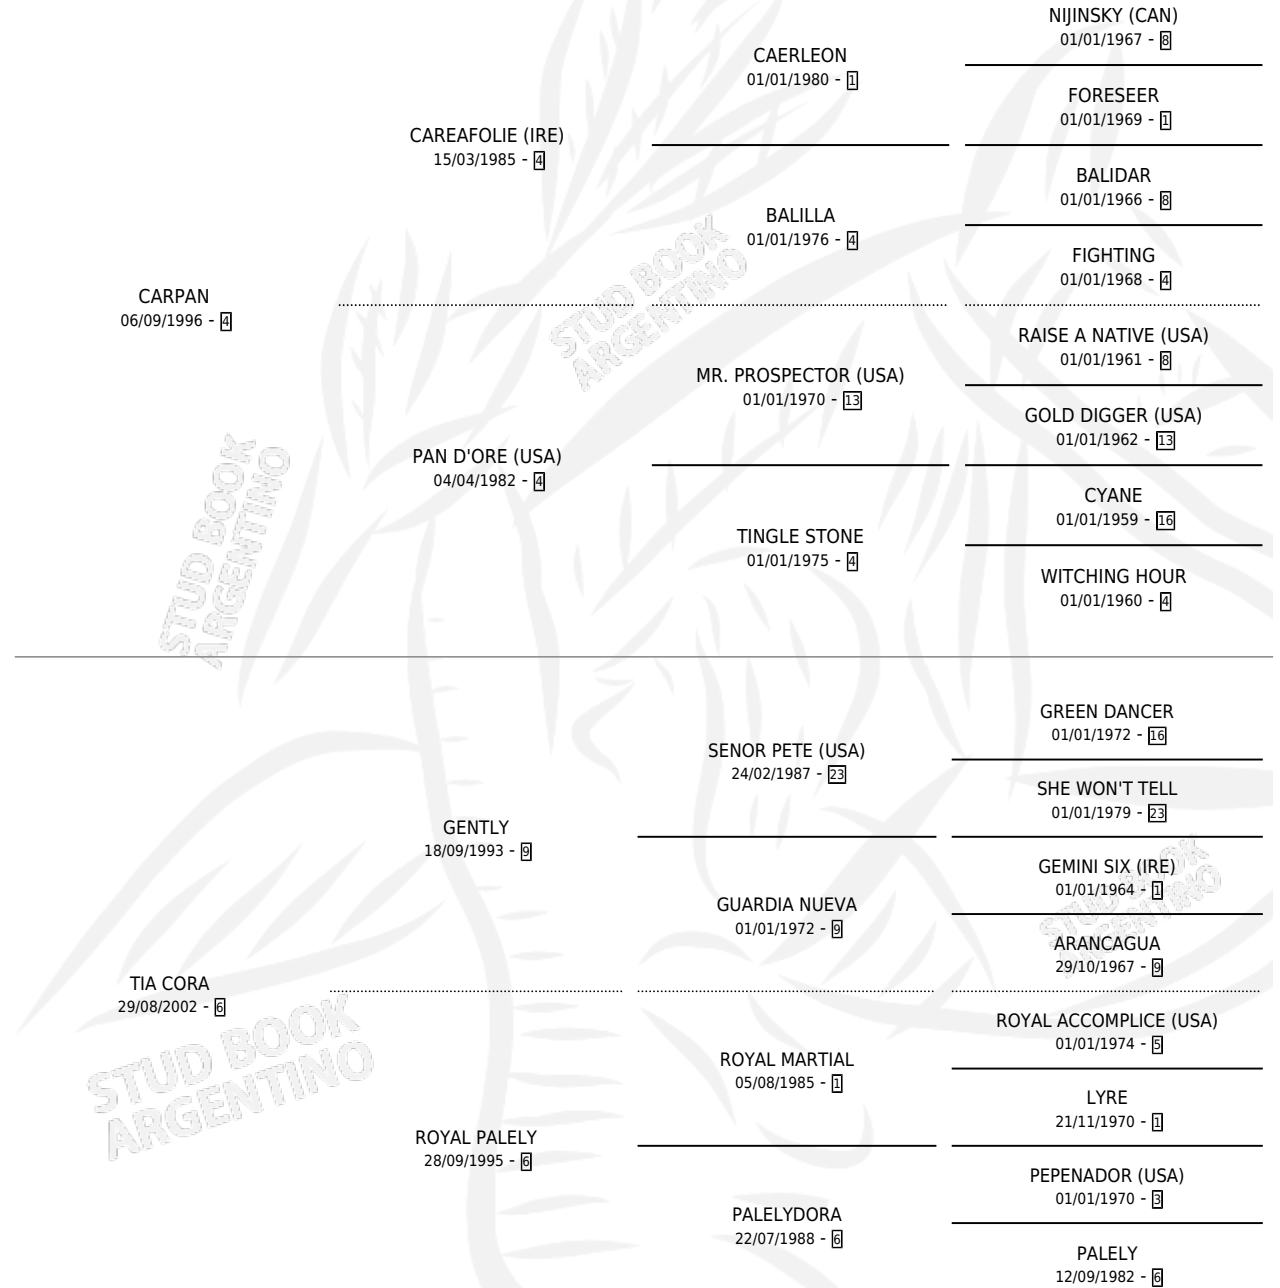 NIJINSKY (CAN)
01/01/1967 - 8
CAERLEON
01/01/1980 - 1
FORESEER
01/01/1969 - 1
CAREAFOLIE (IRE)
15/03/1985 - 4
BALIDAR
01/01/1966 - 8
BALILLA
01/01/1976 - 4
FIGHTING
01/01/1968 - 4
CARPAN
06/09/1996 - 4
STUD BOOK
ARGENTINO
RAISE A NATIVE (USA)
01/01/1961 - 8
MR. PROSPECTOR (USA)
01/01/1970 - 13
GOLD DIGGER (USA)
01/01/1962 - 13
PAN D'ORE (USA)
04/04/1982 - 4
CYANE
01/01/1959 - 16
TINGLE STONE
01/01/1975 - 4
WITCHING HOUR
01/01/1960 - 4
STUD BOOK
ARGENTINO
GREEN DANCER
01/01/1972 - 16
SENOR PETE (USA)
24/02/1987 - 23
SHE WON'T TELL
01/01/1979 - 23
GENTLY
18/09/1993 - 9
GEMINI SIX (IRE)
01/01/1964 - 1
GUARDIA NUEVA
01/01/1972 - 9
ARANCAGUA
29/10/1967 - 9
STUD BOOK
ARGENTINO
TIA CORA
29/08/2002 - 6
ROYAL ACCOMPLICE (USA)
01/01/1974 - 5
ROYAL MARTIAL
05/08/1985 - 1
LYRE
21/11/1970 - 1
STUD BOOK
ARGENTINO
ROYAL PALELY
28/09/1995 - 6
PEPENADOR (USA)
01/01/1970 - 3
PALELYDORA
22/07/1988 - 6
PALELY
12/09/1982 - 6